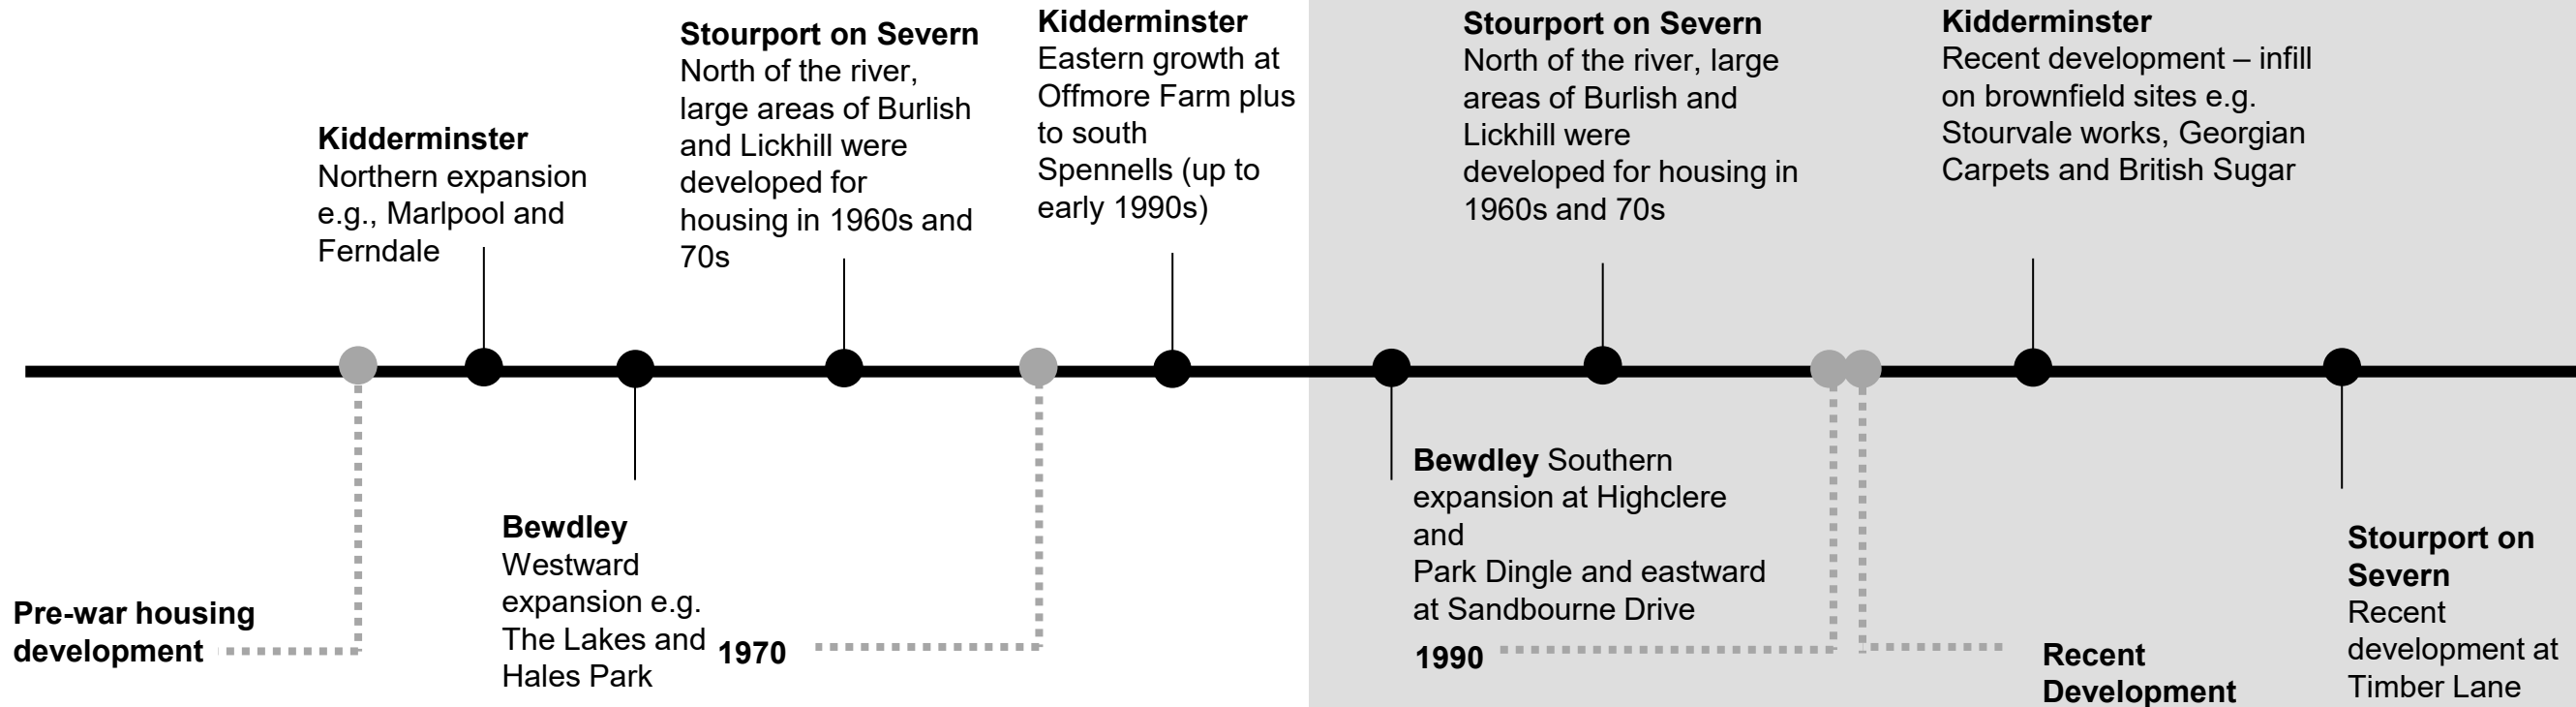 Kidderminster
Northern expansion
e.g., Marlpool and
Ferndale
Stourport on Severn
North of the river,
large areas of Burlish
and Lickhill were
developed for
housing in 1960s and
70s
Kidderminster
Eastern growth at
Offmore Farm plus
to south
Spennells (up to
early 1990s)
Stourport on Severn
North of the river, large
areas of Burlish and
Lickhill were
developed for housing in
1960s and 70s
Kidderminster
Recent development – infill
on brownfield sites e.g.
Stourvale works, Georgian
Carpets and British Sugar
Pre-war housing
development
Bewdley
Westward
expansion e.g.
The Lakes and
Hales Park
1970
Bewdley Southern
expansion at Highclere
and
Park Dingle and eastward
at Sandbourne Drive
1990
Recent
Development
Stourport on
Severn
Recent
development at
Timber Lane